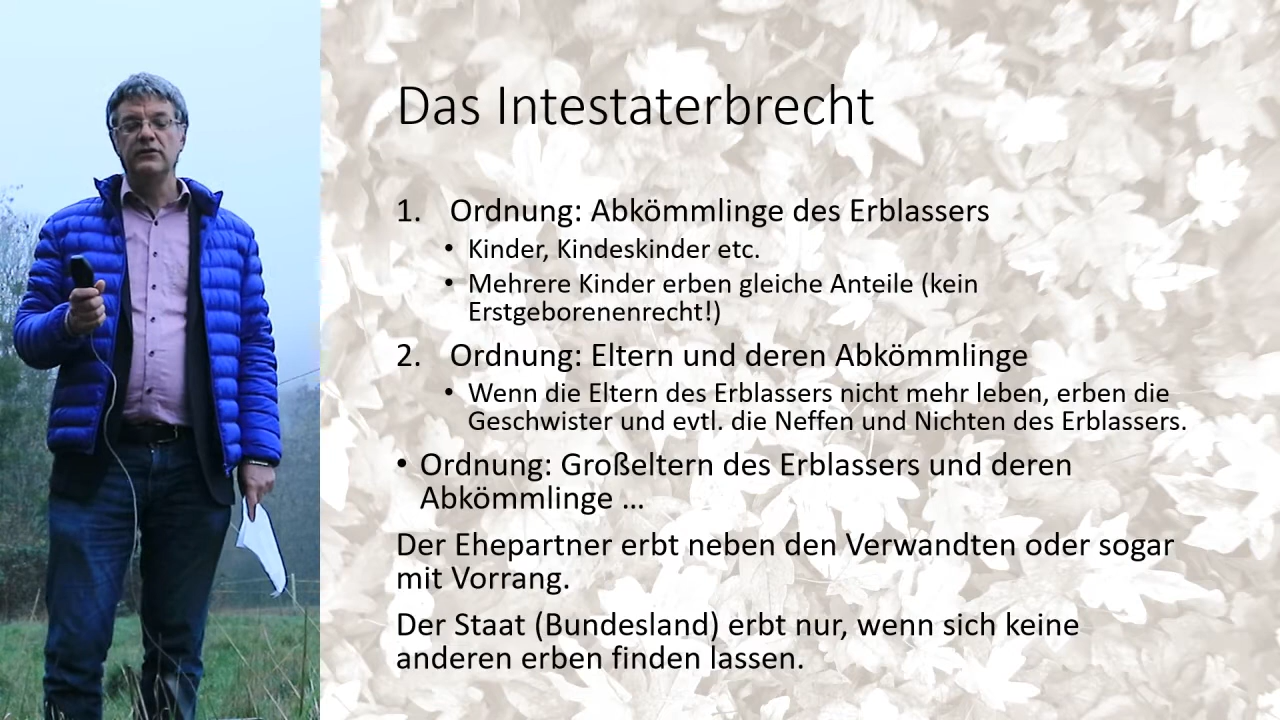 Das Intestaterbrecht
1. Ordnung: Abkömmlinge des Erblassers
• Kinder, Kindeskinder etc.
• Mehrere Kinder erben gleiche Anteile (kein
Erstgeborenenrecht!)
2. Ordnung: Eltern und deren Abkömmlinge
• Wenn die Eltern des Erblassers nicht mehr leben, erben die
Geschwister und evtl. die Neffen und Nichten des Erblassers.
• Ordnung: Großeltern des Erblassers und deren
Abkömmlinge ...
Der Ehepartner erbt neben den Verwandten oder sogar
mit Vorrang.
Der Staat (Bundesland) erbt nur, wenn sich keine
anderen erben finden lassen.